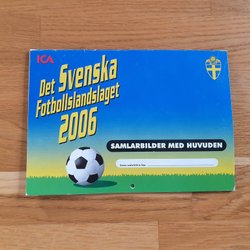 ICA
Det Svenska
Fotbollslandslaget
2006
SAMLARBILDER MED HUVUDEN